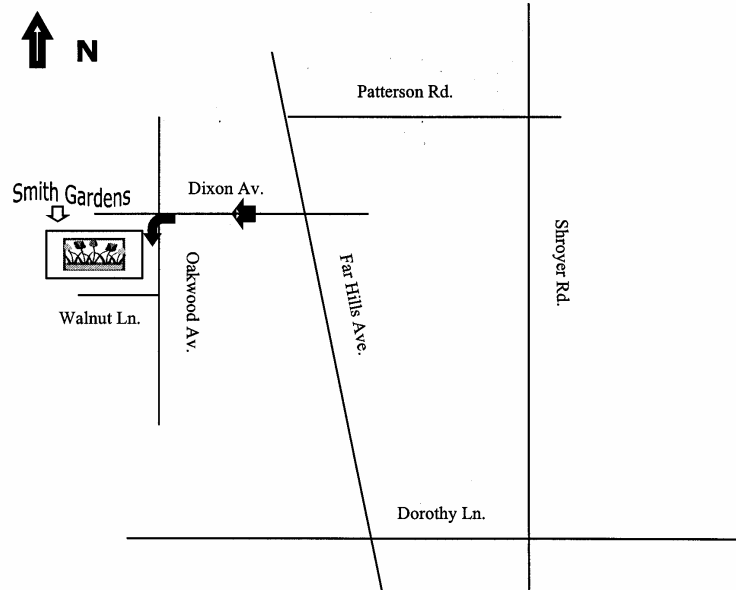 N
Patterson Rd.
Smith Gardens
Dixon Av.
Oakwood Av.
Far Hills Ave.
Shroyer Rd.
Walnut Ln.
Dorothy Ln.